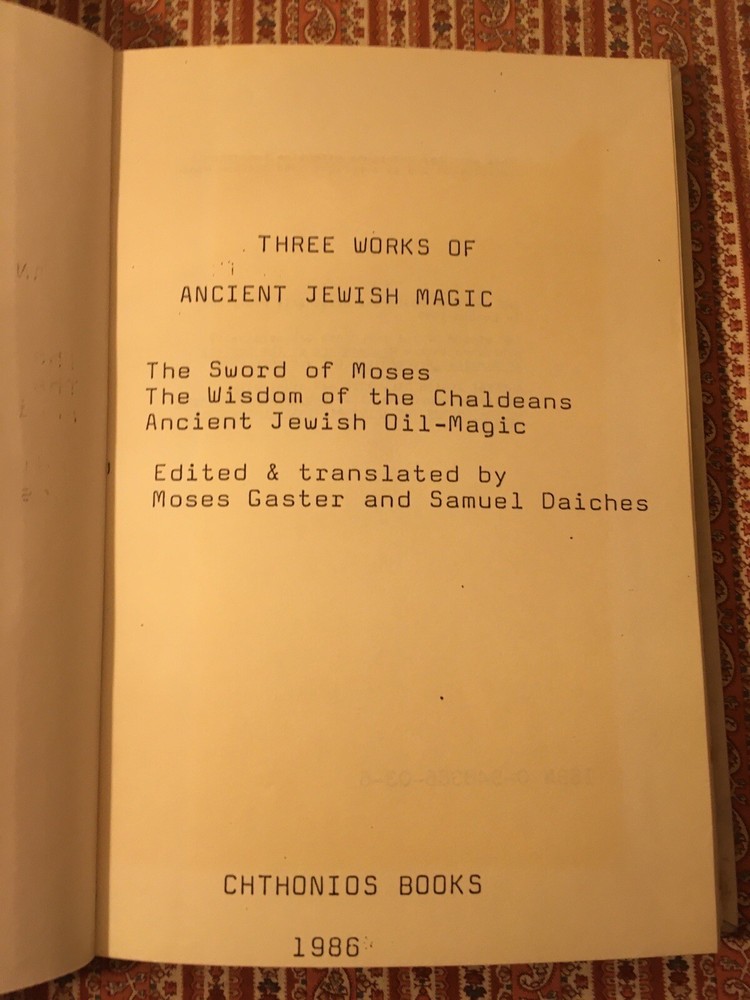 THREE WORKS OF
ANCIENT JEWISH MAGIC
The Sword of Moses
The Wisdom of the Chaldeans
Ancient Jewish Oil-Magic
Edited & translated by
Moses Gaster and Samuel Daiches
CHTHONIOS BOOKS
1986